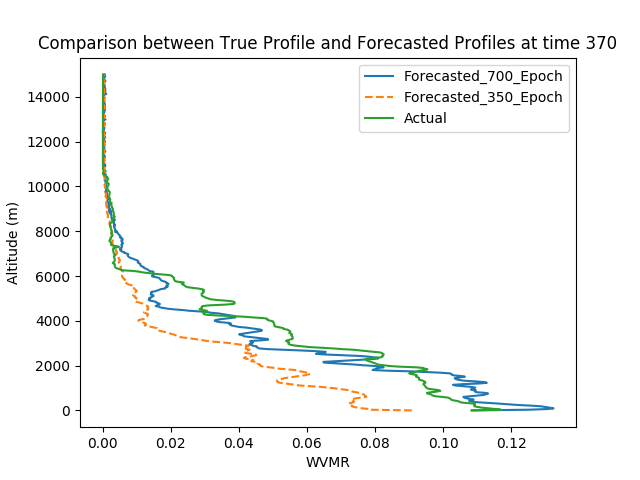 Comparison between True Profile and Forecasted Profiles at time 370
Forecasted_700_Epoch
Forecasted_350_Epoch
Actual
14000
12000
10000
8000
6000
4000
2000
0
Altitude (m)
0.00 0.02 0.04 0.06 0.08 0.10 0.12
WVMR